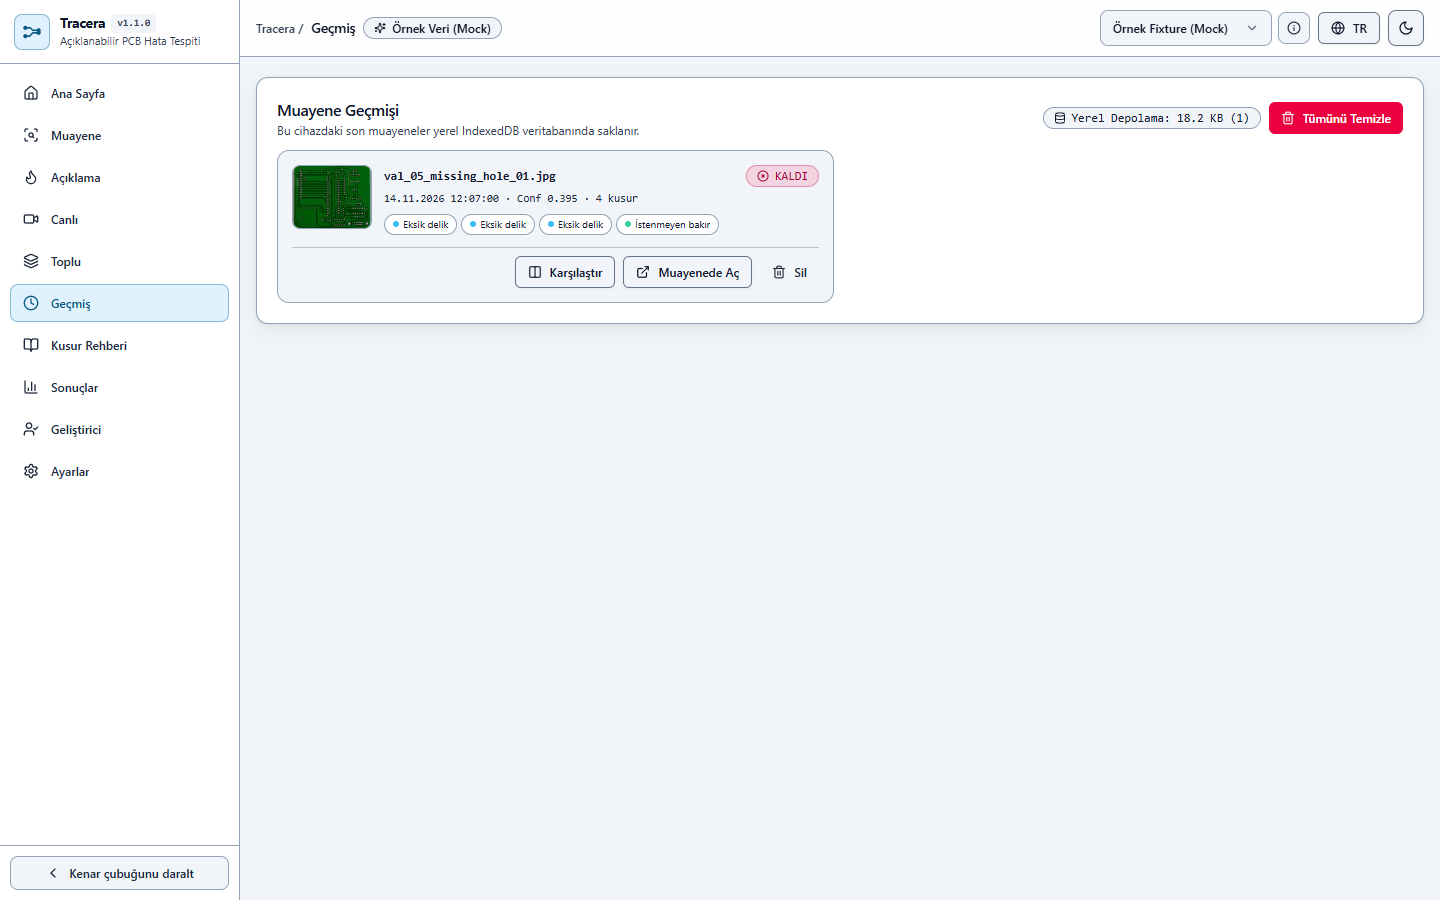 Tracera v1.1.0
Açıklanabilir PCB Hata Tespiti
Ana Sayfa
Muayene
Açıklama
Canlı
Toplu
Geçmiş
Kusur Rehberi
Sonuçlar
Geliştirici
Ayarlar
Kenar çubuğunu daralt
Tracera / Geçmiş Örnek Veri (Mock)
Örnek Fixture (Mock) TR
Muayene Geçmişi
Bu cihazdaki son muayeneler yerel IndexedDB veritabanında saklanır.
Yerel Depolama: 18.2 KB (1) Tümünü Temizle
val_05_missing_hole_01.jpg KALDI
14.11.2026 12:07:00 · Conf 0.395 · 4 kusur
Eksik delik Eksik delik Eksik delik İstenmeyen bakır
Karşılaştır Muayenede Aç Sil